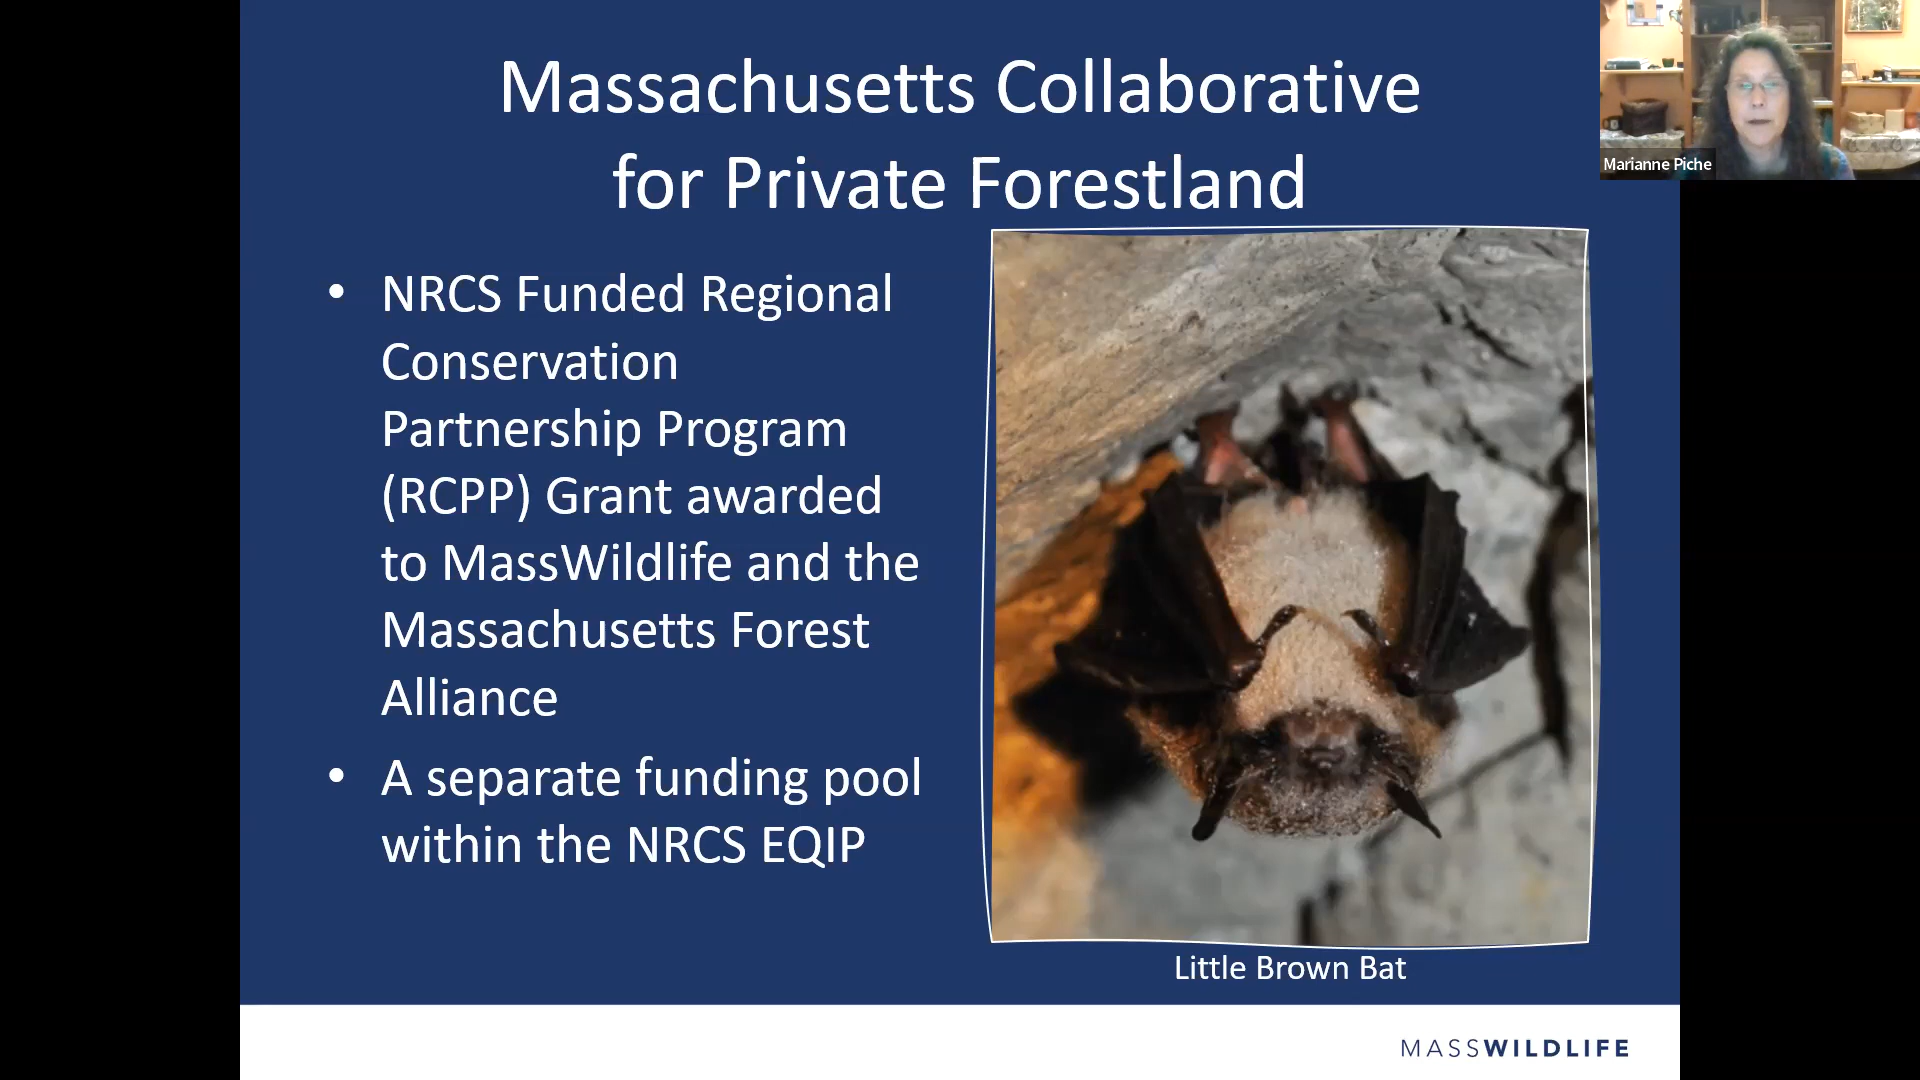 Massachusetts Collaborative
for Private Forestland
• NRCS Funded Regional
Conservation
Partnership Program
(RCPP) Grant awarded
to MassWildlife and the
Massachusetts Forest
Alliance
• A separate funding pool
within the NRCS EQIP
Little Brown Bat
MASSWILDLIFE
Marianne Piche